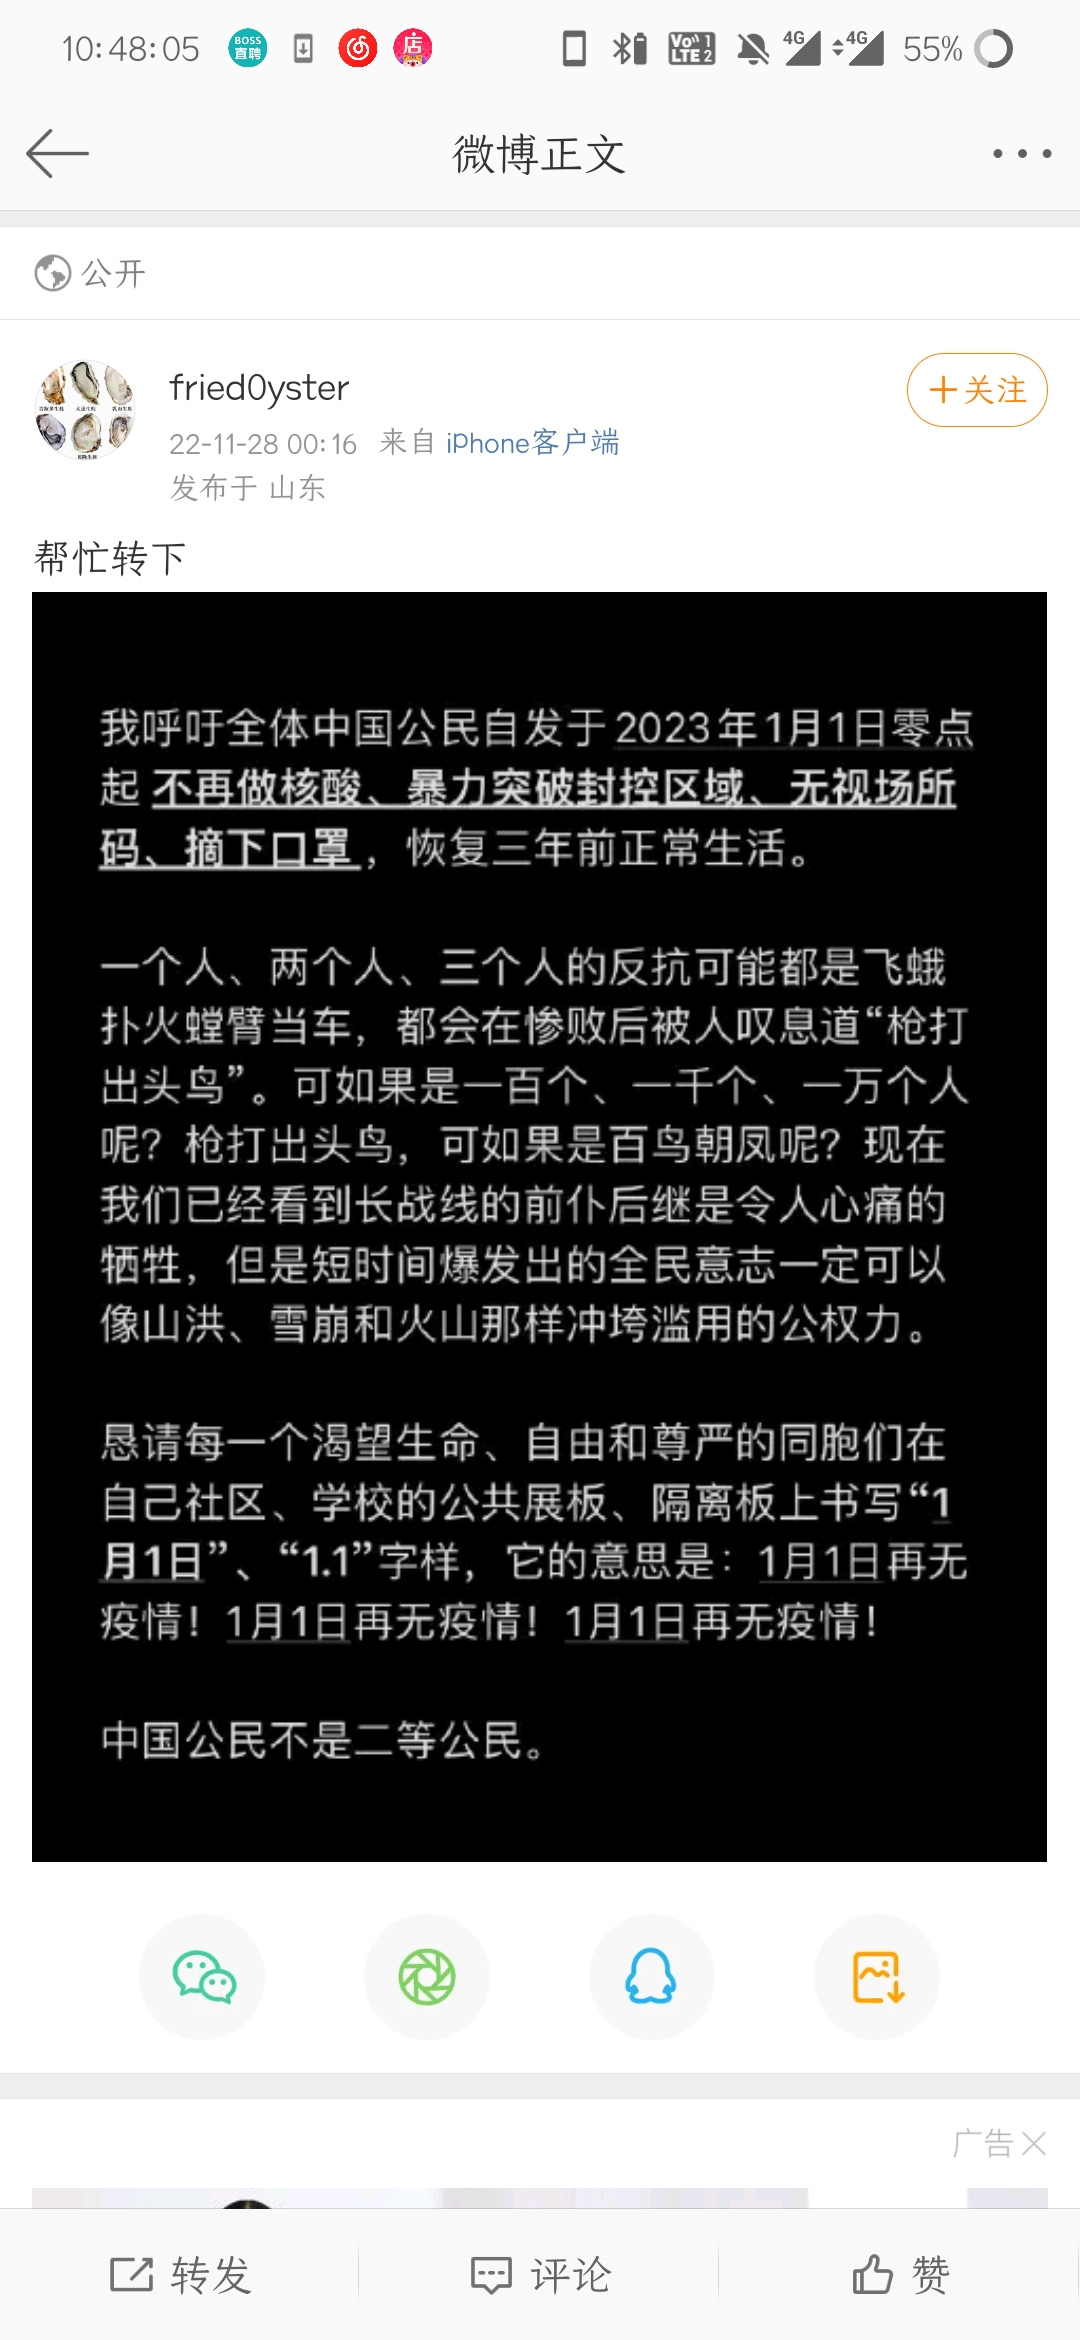 10:48:05
BOSS
直聘
店
Vo 1
LTE 2
4G
4G
55%
微博正文
公开
fried0yster
+关注
22-11-28 00:16 来自 iPhone客户端
发布于 山东
帮忙转下
我呼吁全体中国公民自发于2023年1月1日零点
起 不再做核酸、暴力突破封控区域、无视场所
码、摘下口罩，恢复三年前正常生活。
一个人、两个人、三个人的反抗可能都是飞蛾
扑火螳臂当车，都会在惨败后被人叹息道“枪打
出头鸟”。可如果是一百个、一千个、一万个人
呢？枪打出头鸟，可如果是百鸟朝凤呢？现在
我们已经看到长战线的前仆后继是令人心痛的
牺牲，但是短时间爆发出的全民意志一定可以
像山洪、雪崩和火山那样冲垮滥用的公权力。
恳请每一个渴望生命、自由和尊严的同胞们在
自己社区、学校的公共展板、隔离板上书写“1
月1日”、“1.1”字样，它的意思是：1月1日再无
疫情！1月1日再无疫情！1月1日再无疫情！
中国公民不是二等公民。
广告
转发
评论
赞